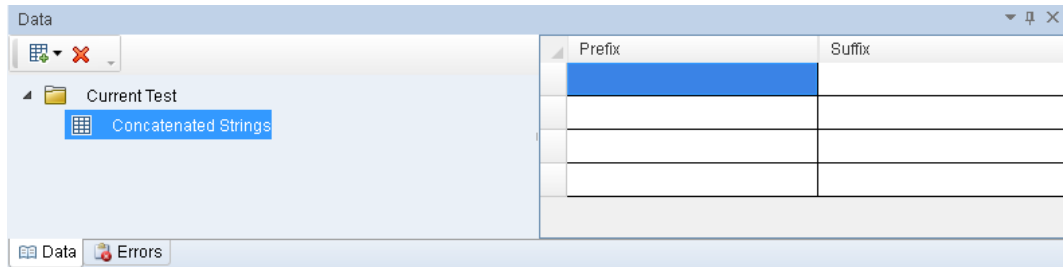 Data
Prefix Suffix
Current Test
Concatenated Strings
Data Errors